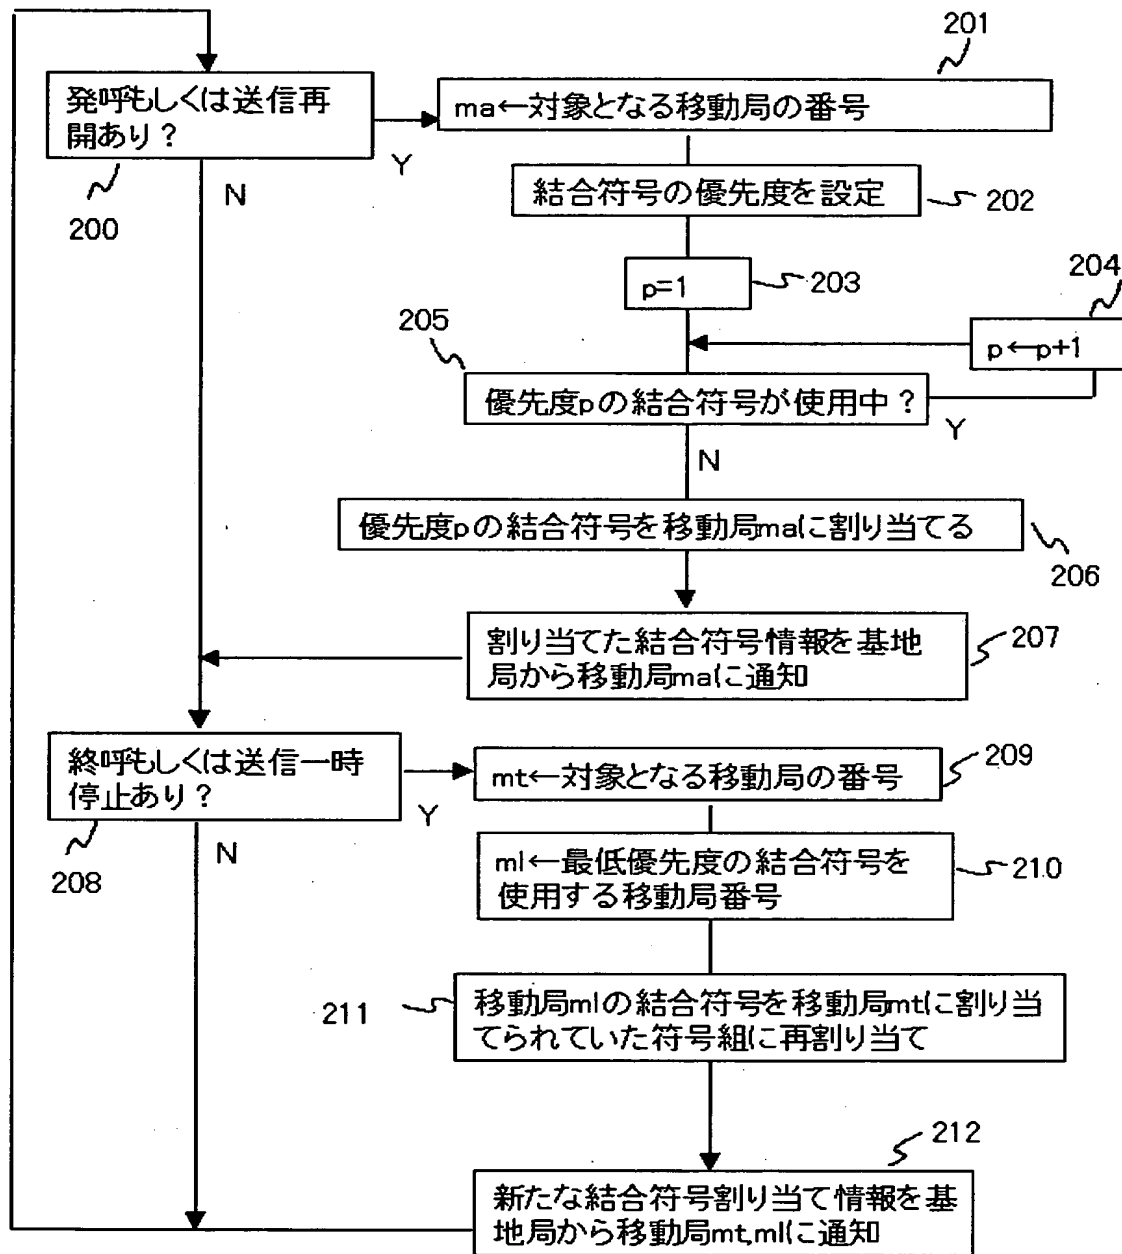 201
発呼もしくは送信再
開あり？
ma←対象となる移動局の番号
Y
N
200
結合符号の優先度を設定
202
p=1
203
204
p←p+1
205
優先度pの結合符号が使用中？
Y
N
優先度pの結合符号を移動局maに割り当てる
206
割り当てた結合符号情報を基地
局から移動局maに通知
207
終呼もしくは送信一時
停止あり？
Y
N
208
mt←対象となる移動局の番号
209
ml←最低優先度の結合符号を
使用する移動局番号
210
211
移動局mlの結合符号を移動局mtに割り当
てられていた符号組に再割り当て
212
新たな結合符号割り当て情報を基
地局から移動局mt,mlに通知